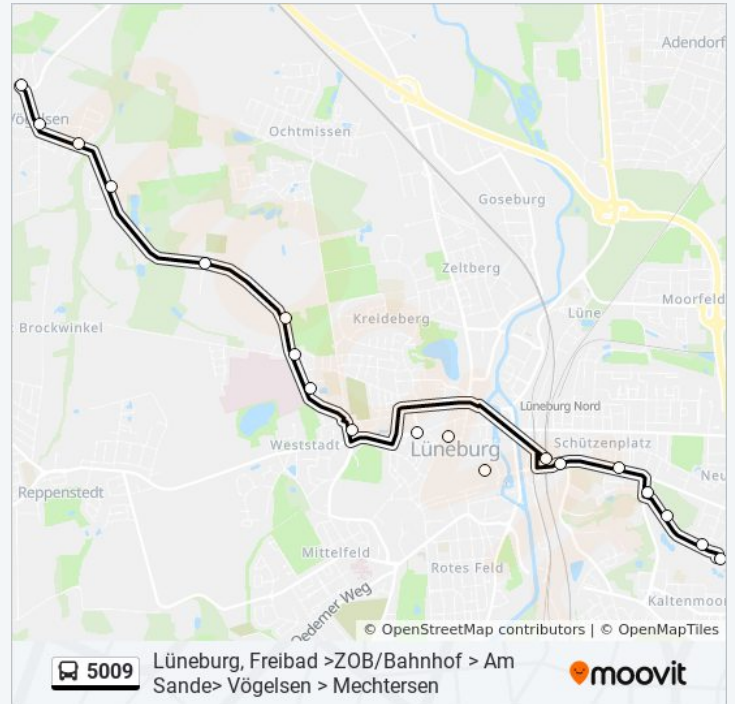 Adendorf
Vögelsen
Ochtmissen
Goseburg
Zeltberg
Moorfeld
Lüne
Brockwinkel
Kreideberg
Lüneburg Nord
Weststadt
Lüneburg
Schützenplatz
Neu
Reppenstedt
Mittelfeld
Rotes Feld
Oedemer Weg
Kaltenmoor
© OpenStreetMap contributors | © OpenMapTiles
5009
Lüneburg, Freibad >ZOB/Bahnhof > Am
Sande> Vögelsen > Mechtersen
moovit